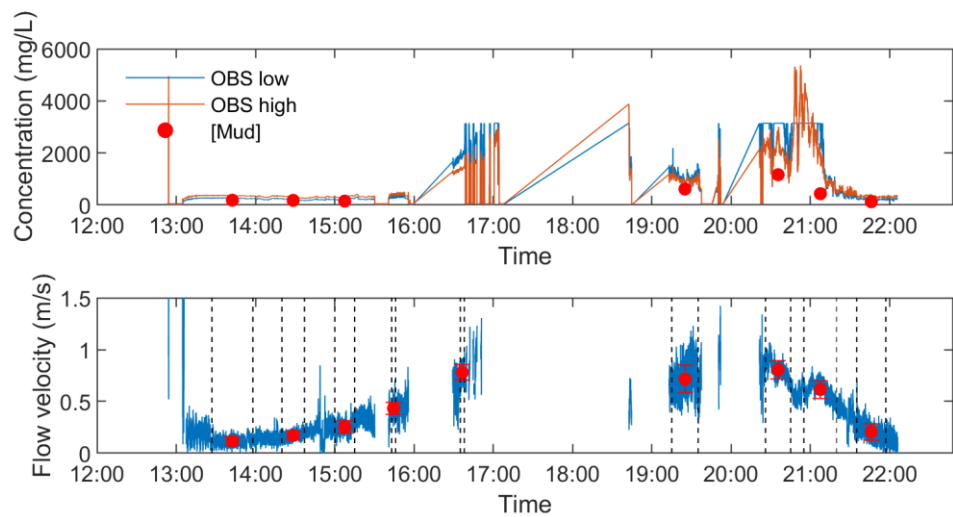 Concentration (mg/L)
6000
4000
2000
0
OBS low
OBS high
[Mud]
12:00 13:00 14:00 15:00 16:00 17:00 18:00 19:00 20:00 21:00 22:00
Time
Flow velocity (m/s)
1.5
1
0.5
0
12:00 13:00 14:00 15:00 16:00 17:00 18:00 19:00 20:00 21:00 22:00
Time